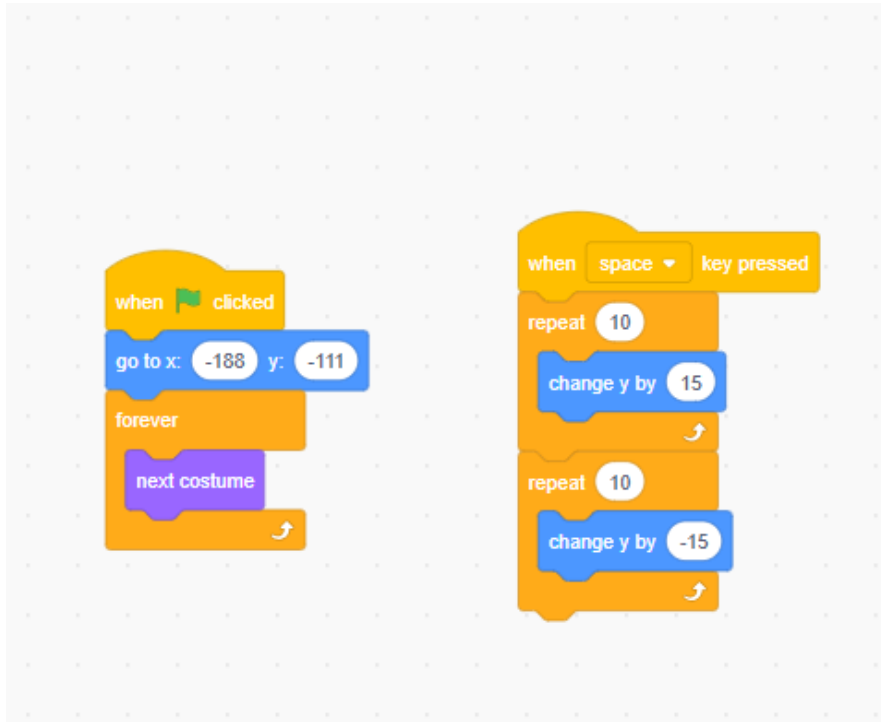 when clicked
go to x: -188 y: -111
forever
next costume
when space key pressed
repeat 10
change y by 15
repeat 10
change y by -15